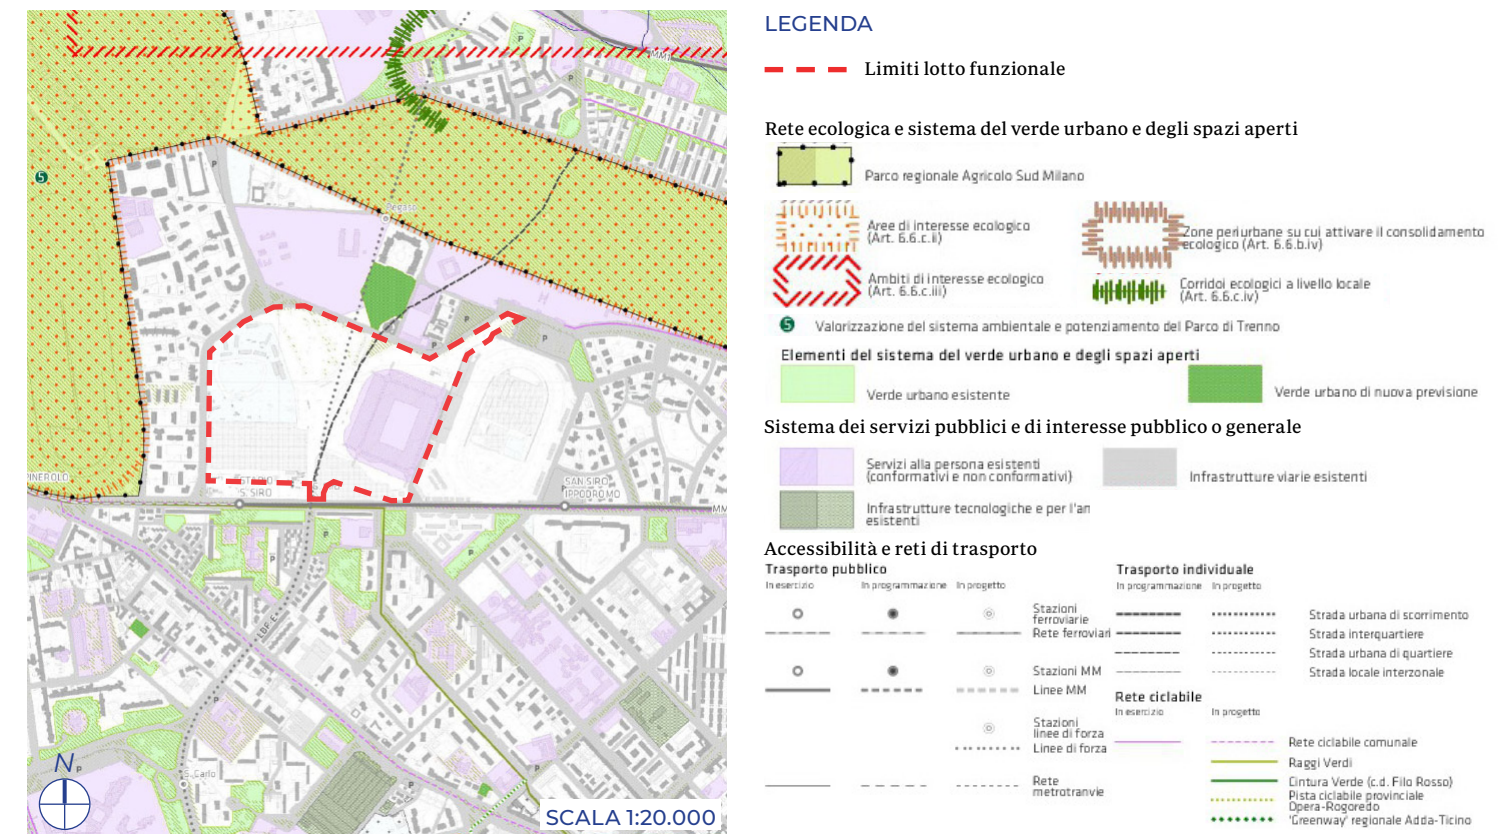 MM1
P
P
P
5
P
Pegaso
H
P
P
PINEROLO
STADIO
S. SIRO
SAN SIRO
IPPODROMO
MM
P
P
P
P
S. Carlo
P
P
N
SCALA 1:20.000
LEGENDA
Limiti lotto funzionale
Rete ecologica e sistema del verde urbano e degli spazi aperti
Parco regionale Agricolo Sud Milano
Aree di interesse ecologico
(Art. 6.6.c.ii)
Zone periurbane su cui attivare il consolidamento
ecologico (Art. 6.6.b.iv)
Ambiti di interesse ecologico
(Art. 6.6.c.iii)
Corridoi ecologici a livello locale
(Art. 6.6.c.iv)
5 Valorizzazione del sistema ambientale e potenziamento del Parco di Trenno
Elementi del sistema del verde urbano e degli spazi aperti
Verde urbano esistente
Verde urbano di nuova previsione
Sistema dei servizi pubblici e di interesse pubblico o generale
Servizi alla persona esistenti
(conformativi e non conformativi)
Infrastrutture viarie esistenti
Infrastrutture tecnologiche e per l'an
esistenti
Accessibilità e reti di trasporto
Trasporto pubblico
In esercizio In programmazione In progetto
Stazioni
ferroviarie
Rete ferroviari
Stazioni MM
Linee MM
Stazioni
linee di forza
Linee di forza
Rete
metrotranvie
Trasporto individuale
In programmazione In progetto
Strada urbana di scorrimento
Strada interquartiere
Strada urbana di quartiere
Strada locale interzonale
Rete ciclabile
In esercizio In progetto
Rete ciclabile comunale
Raggi Verdi
Cintura Verde (c.d. Filo Rosso)
Pista ciclabile provinciale
Opera-Rogoredo
'Greenway' regionale Adda-Ticino